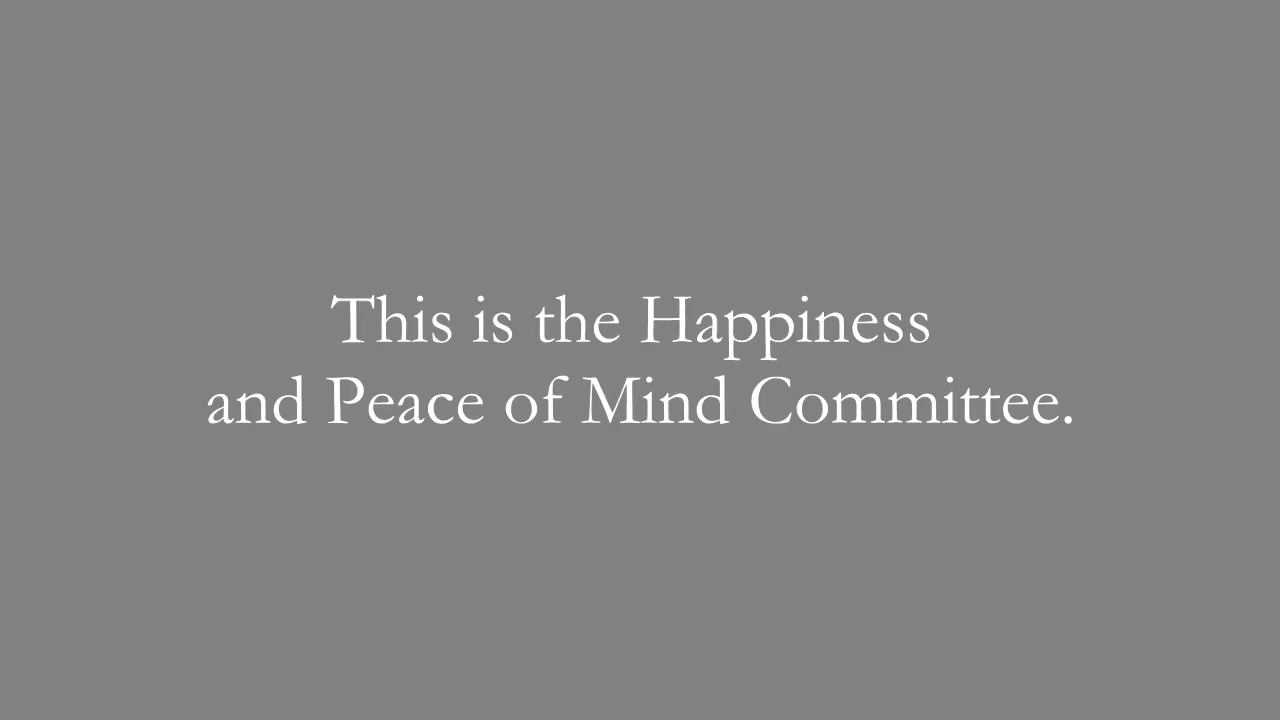 This is the Happiness
and Peace of Mind Committee.